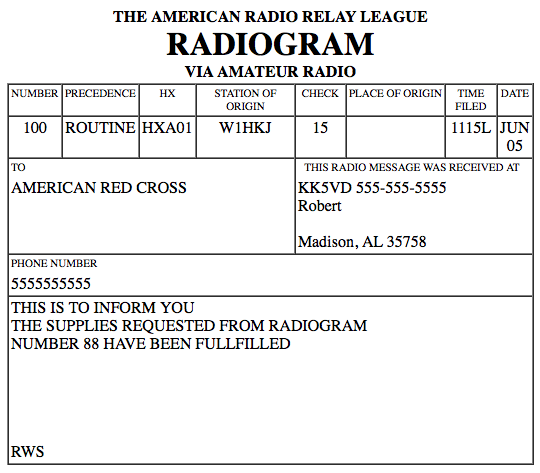 THE AMERICAN RADIO RELAY LEAGUE
RADIOGRAM
VIA AMATEUR RADIO
NUMBER PRECEDENCE HX STATION OF ORIGIN CHECK PLACE OF ORIGIN TIME FILED DATE
100 ROUTINE HXA01 W1HKJ 15 1115L JUN 05
TO
AMERICAN RED CROSS
THIS RADIO MESSAGE WAS RECEIVED AT
KK5VD 555-555-5555
Robert
Madison, AL 35758
PHONE NUMBER
5555555555
THIS IS TO INFORM YOU
THE SUPPLIES REQUESTED FROM RADIOGRAM
NUMBER 88 HAVE BEEN FULLFILLED
RWS